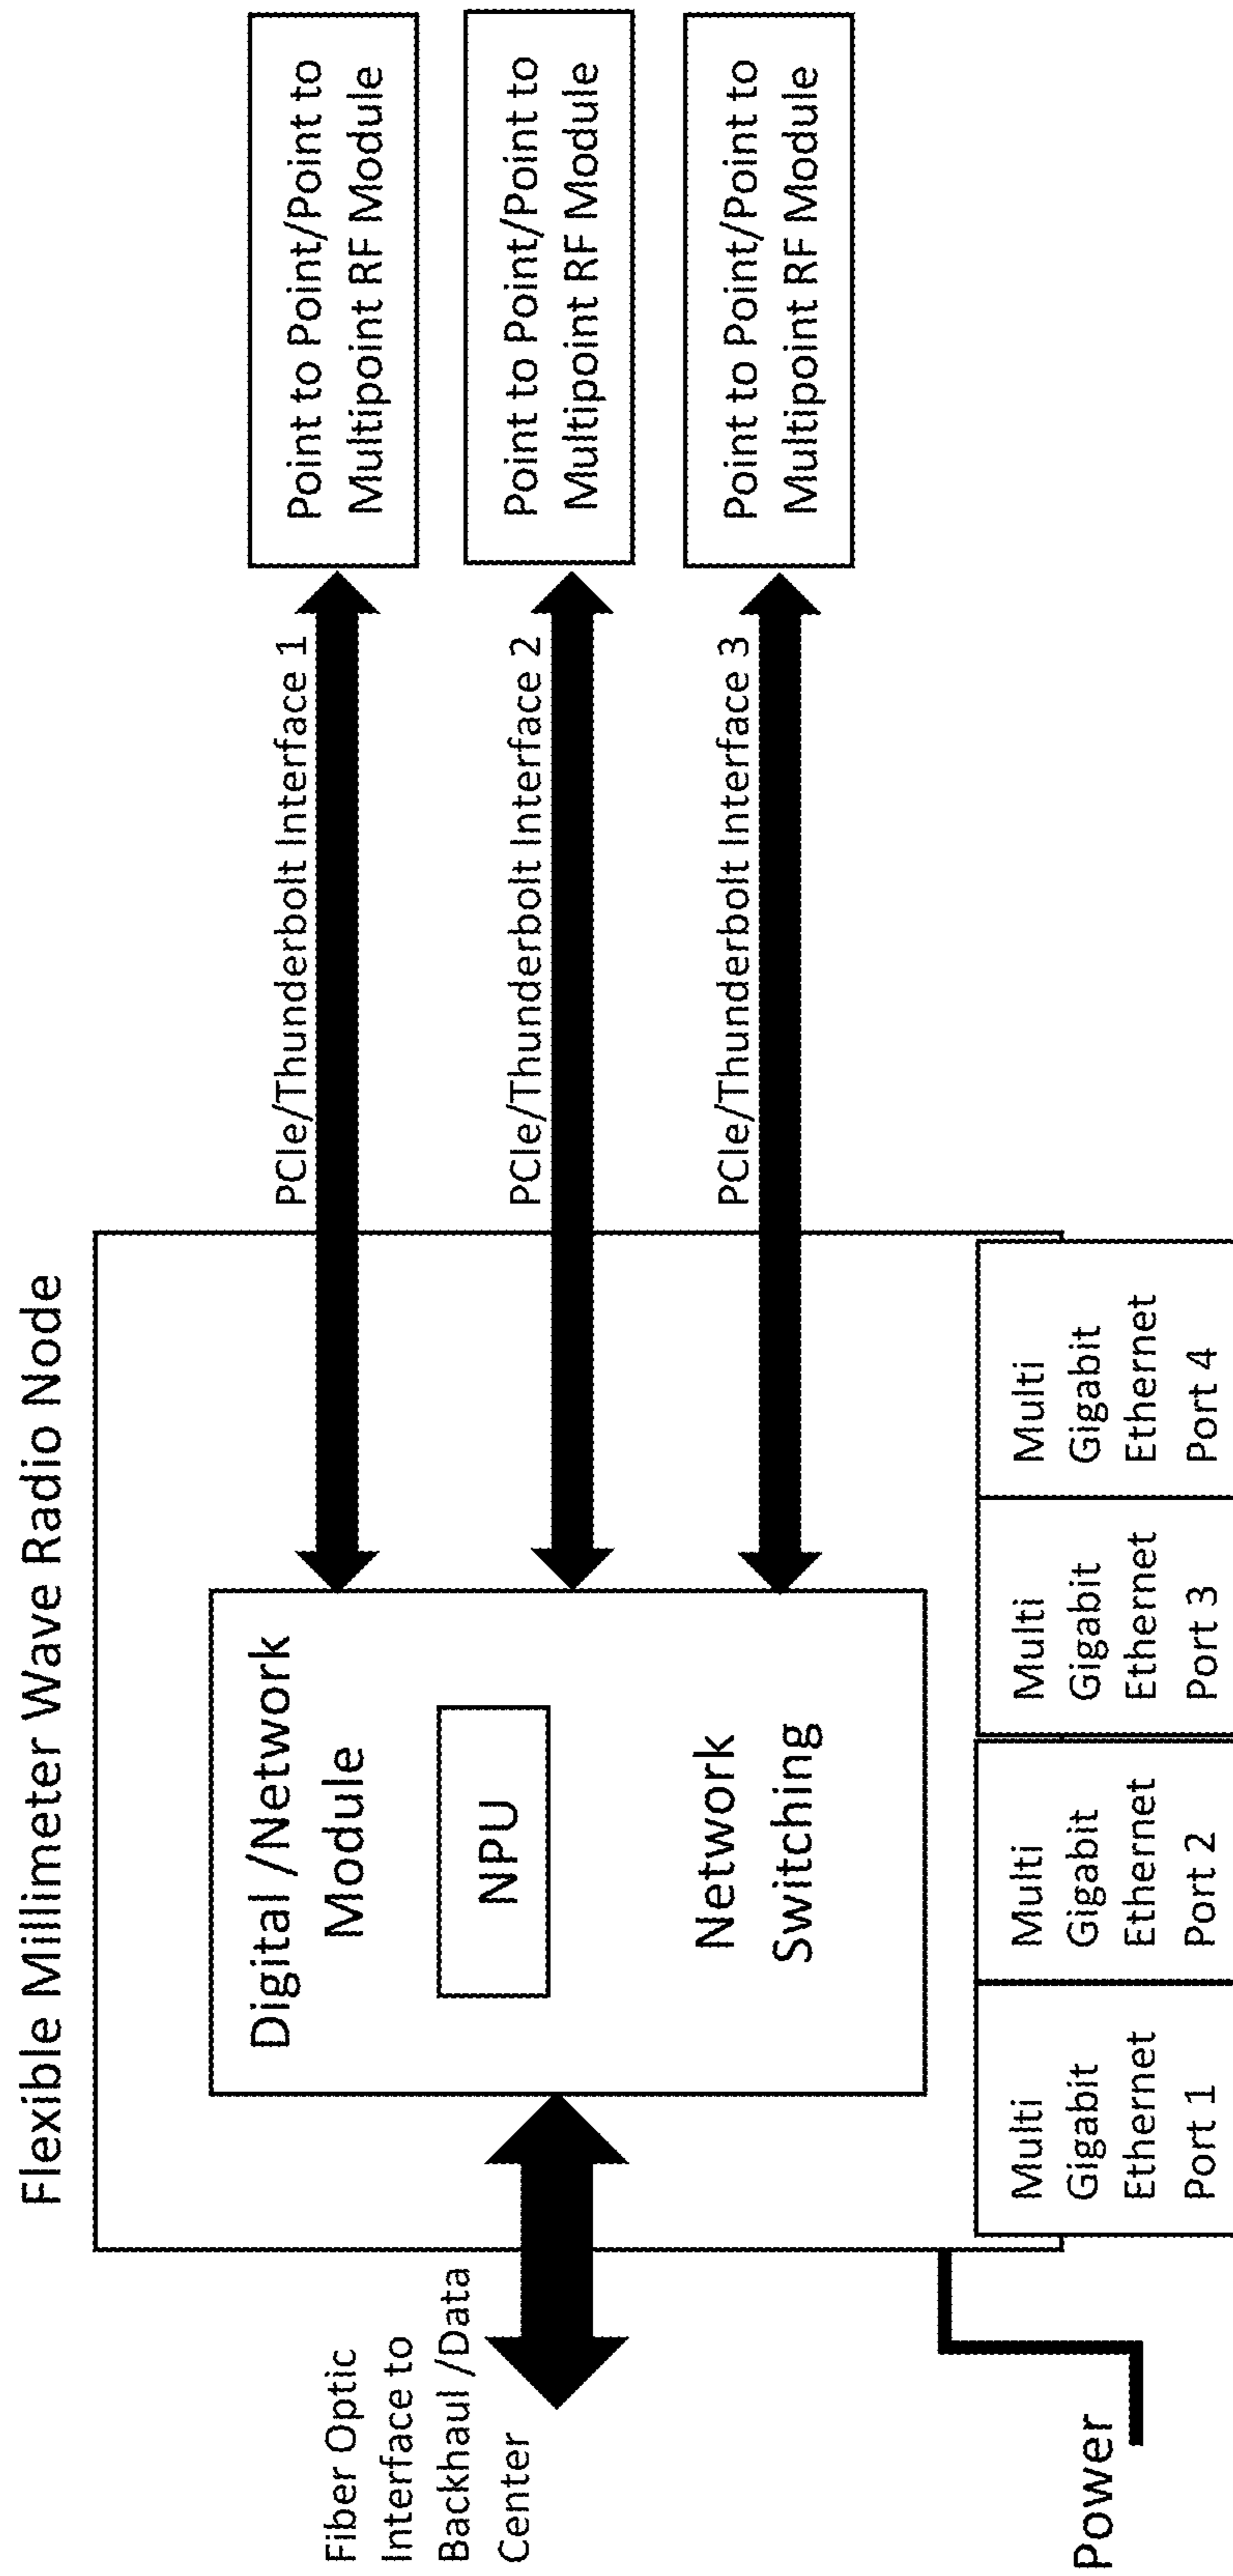 Flexible Millimeter Wave Radio Node
Fiber Optic
Interface to
Backhaul /Data
Center
Digital /Network
Module
NPU
Network
Switching
PCIe/Thunderbolt Interface 1
PCIe/Thunderbolt Interface 2
PCIe/Thunderbolt Interface 3
Point to Point/Point to
Multipoint RF Module
Point to Point/Point to
Multipoint RF Module
Point to Point/Point to
Multipoint RF Module
Power
Multi
Gigabit
Ethernet
Port 1
Multi
Gigabit
Ethernet
Port 2
Multi
Gigabit
Ethernet
Port 3
Multi
Gigabit
Ethernet
Port 4